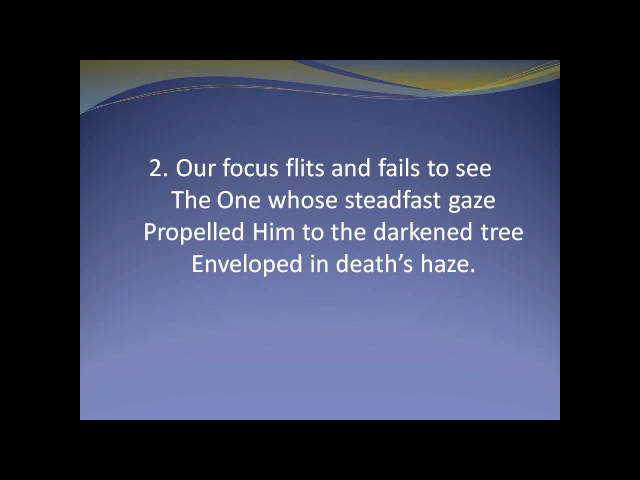 2. Our focus flits and fails to see
The One whose steadfast gaze
Propelled Him to the darkened tree
Enveloped in death’s haze.